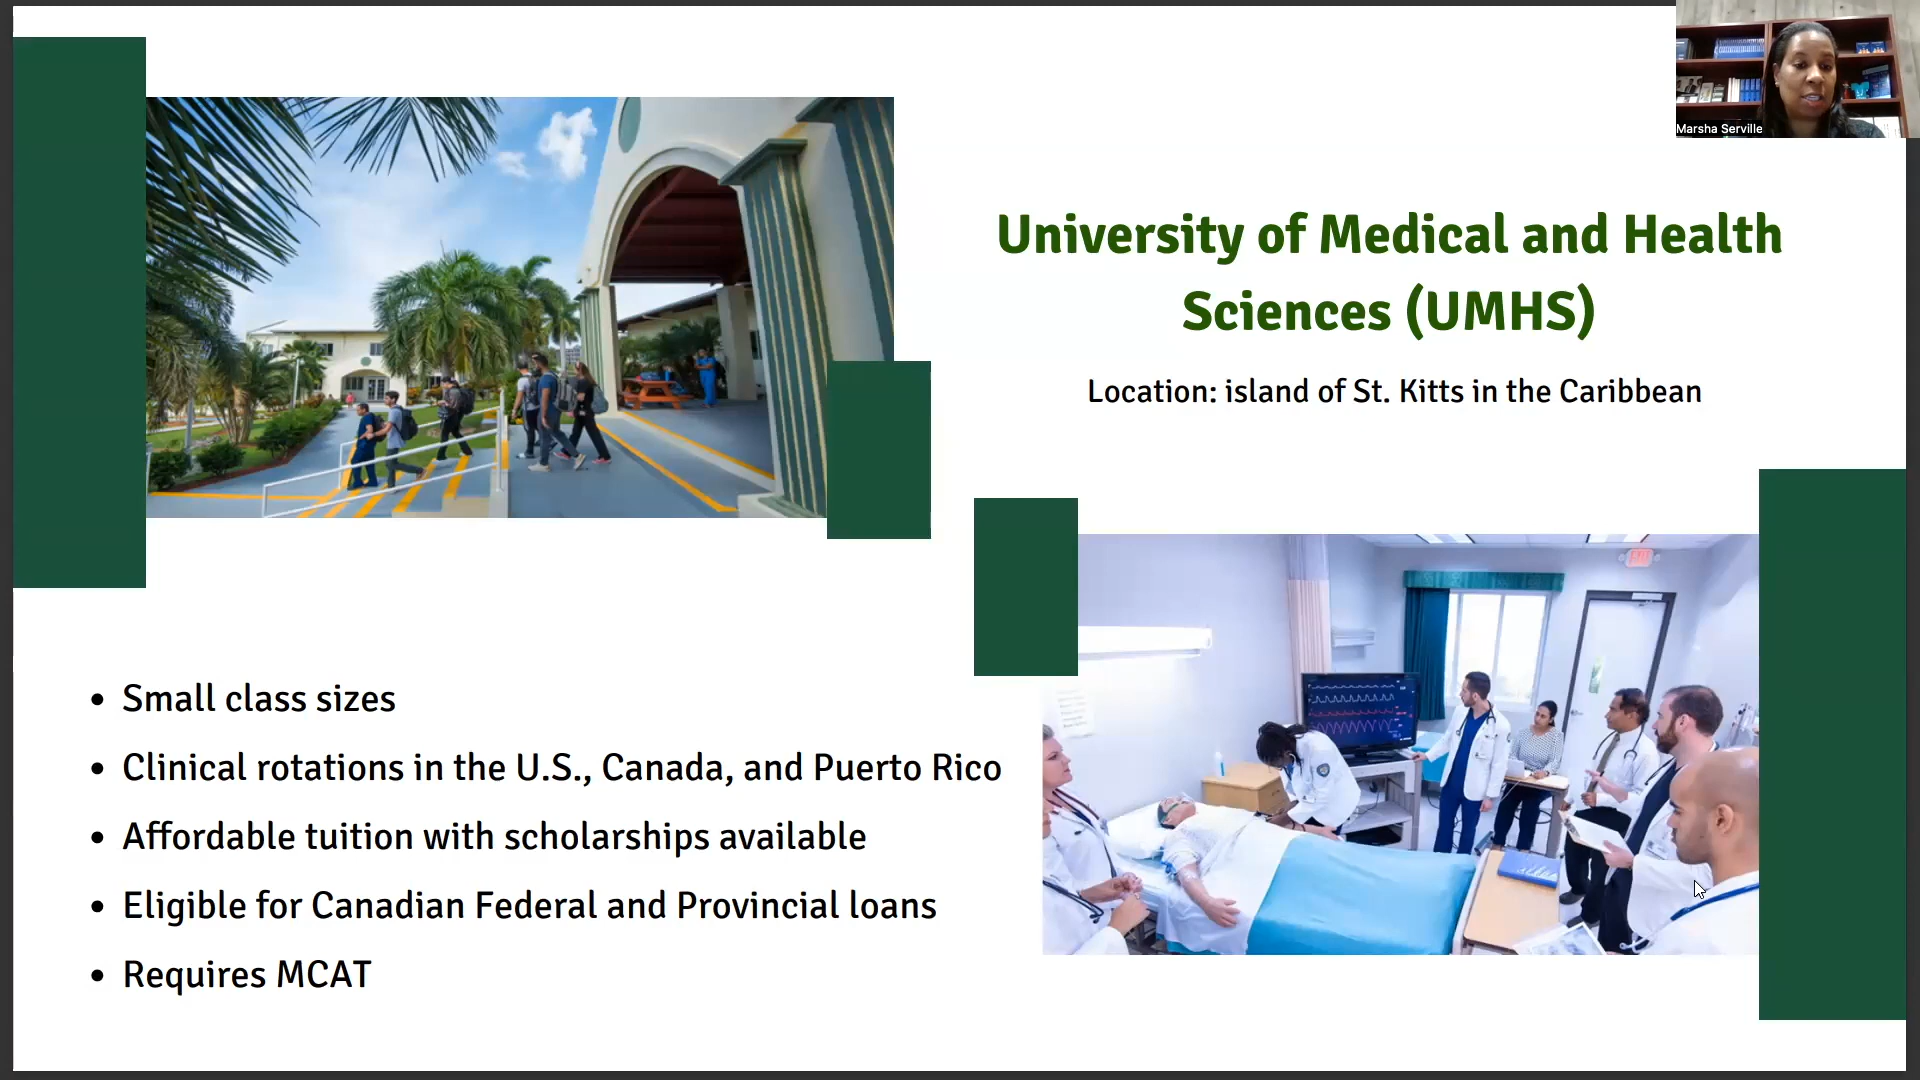 Marsha Serville
University of Medical and Health
Sciences (UMHS)
Location: island of St. Kitts in the Caribbean
• Small class sizes
• Clinical rotations in the U.S., Canada, and Puerto Rico
• Affordable tuition with scholarships available
• Eligible for Canadian Federal and Provincial loans
• Requires MCAT
EXIT